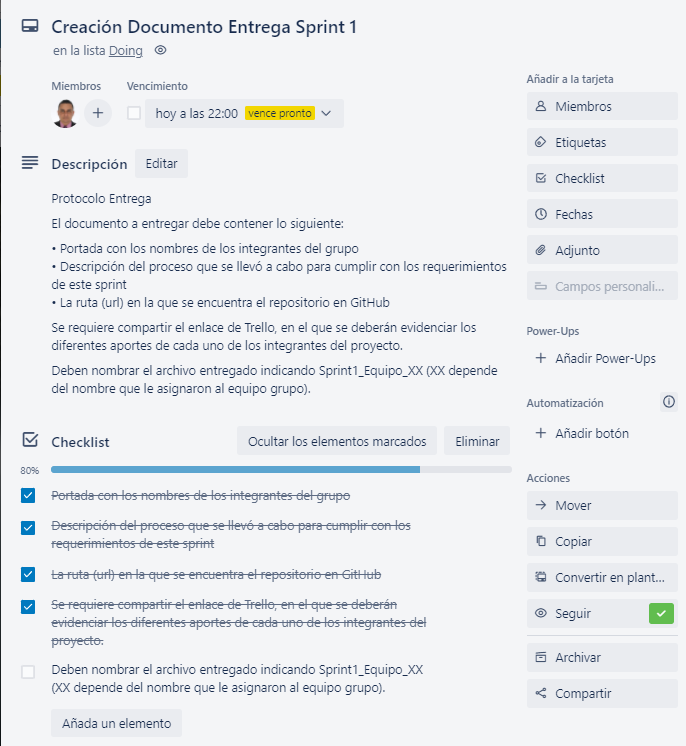 Creación Documento Entrega Sprint 1
en la lista Doing
Miembros
Vencimiento
hoy a las 22:00 vence pronto
Descripción
Editar
Protocolo Entrega
El documento a entregar debe contener lo siguiente:
• Portada con los nombres de los integrantes del grupo
• Descripción del proceso que se llevó a cabo para cumplir con los requerimientos
de este sprint
• La ruta (url) en la que se encuentra el repositorio en GitHub
Se requiere compartir el enlace de Trello, en el que se deberán evidenciar los
diferentes aportes de cada uno de los integrantes del proyecto.
Deben nombrar el archivo entregado indicando Sprint1_Equipo_XX (XX depende
del nombre que le asignaron al equipo grupo).
Checklist
Ocultar los elementos marcados
Eliminar
80%
Portada con los nombres de los integrantes del grupo
Descripción del proceso que se llevó a cabo para cumplir con los
requerimientos de este sprint
La ruta (url) en la que se encuentra el repositorio en GitHub
Se requiere compartir el enlace de Trello, en el que se deberán
evidenciar los diferentes aportes de cada uno de los integrantes del
proyecto.
Deben nombrar el archivo entregado indicando Sprint1_Equipo_XX
(XX depende del nombre que le asignaron al equipo grupo).
Añada un elemento
Añadir a la tarjeta
Miembros
Etiquetas
Checklist
Fechas
Adjunto
Campos personali...
Power-Ups
+ Añadir Power-Ups
Automatización
+ Añadir botón
Acciones
Mover
Copiar
Convertir en plant...
Seguir
Archivar
Compartir